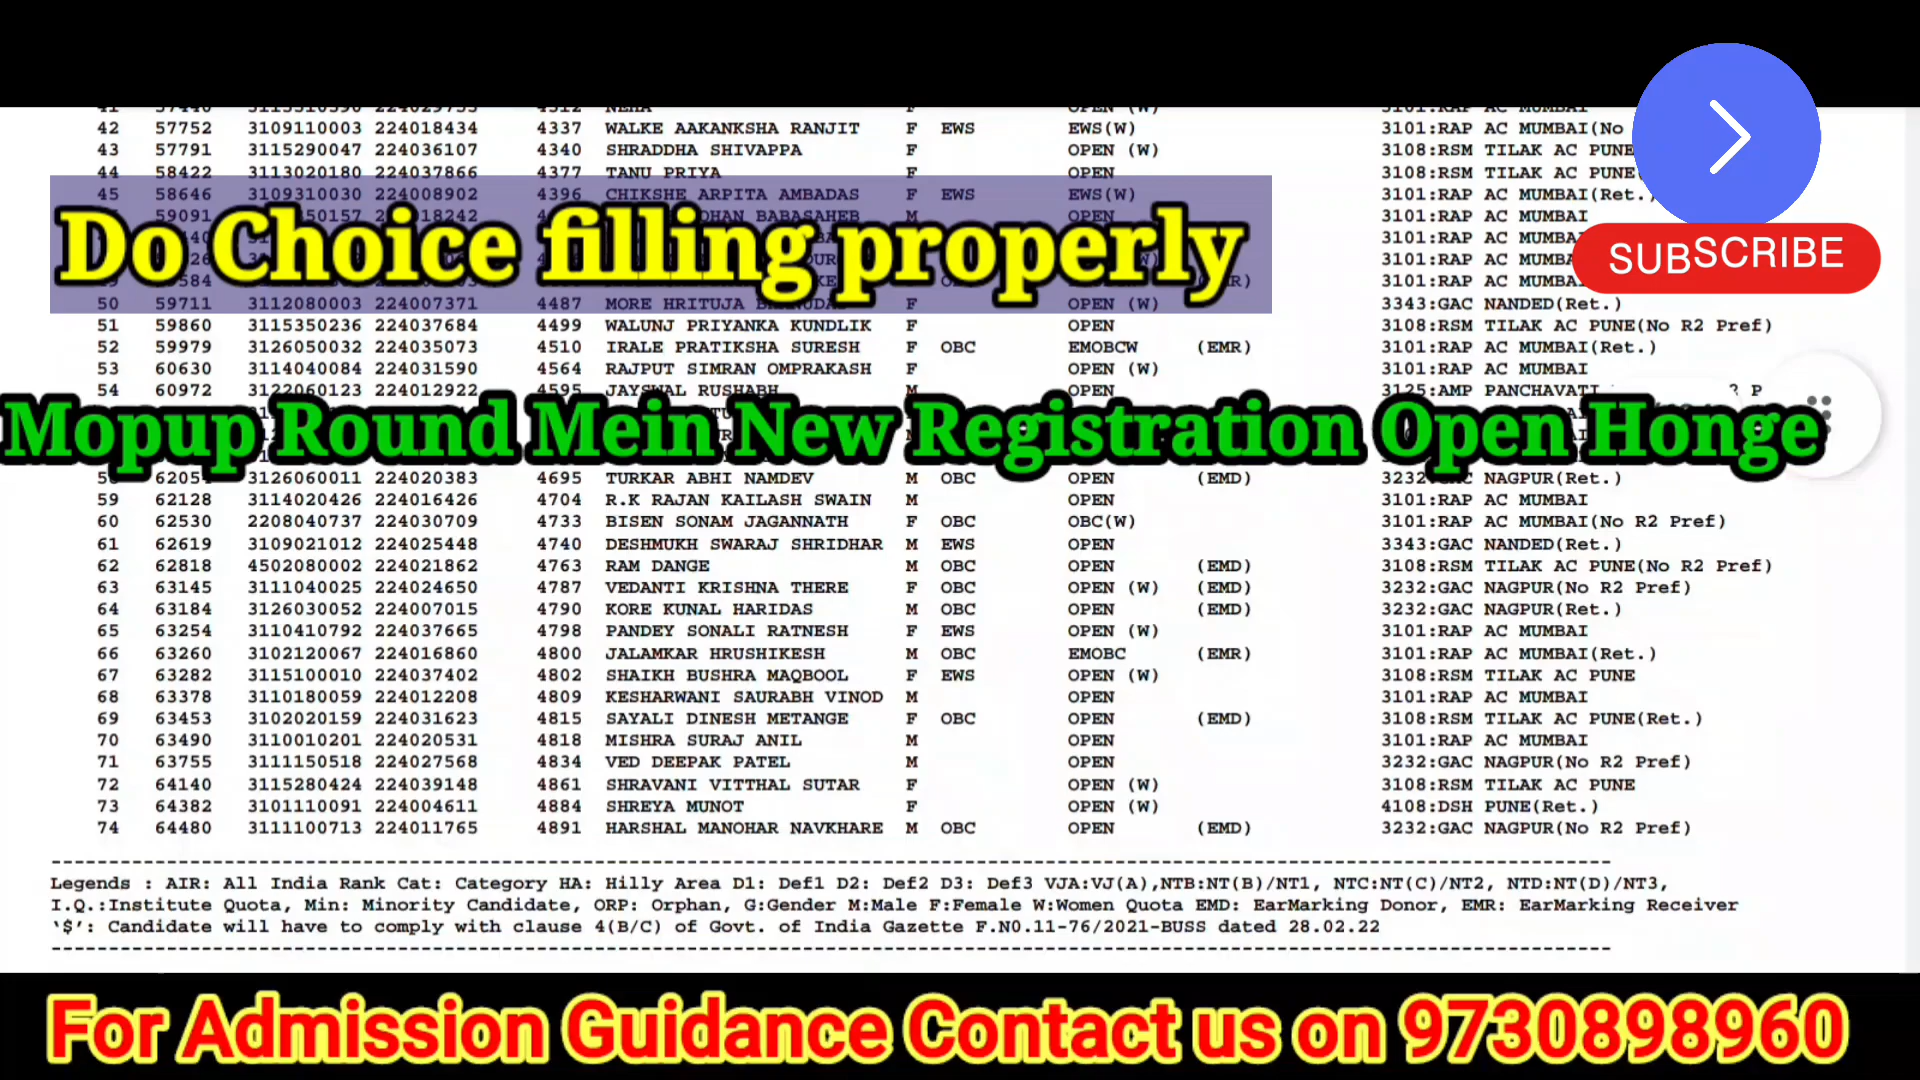 42 57752 3109110003 224018434 4337 WALKE AAKANKSHA RANJIT F EWS EWS(W) 3101:RAP AC MUMBAI(No
43 57791 3115290047 224036107 4340 SHRADDHA SHIVAPPA F OPEN (W) 3108:RSM TILAK AC PUNE
SUBSCRIBE
44 58422 3113020180 224037866 4377 TANU PRIYA F OPEN 3108:RSM TILAK AC PUNE
45 58646 3109310030 224008902 4396 CHIKSHE ARPITA AMBADAS F EWS EWS(W) 3101:RAP AC MUMBAI(Ret.)
59091 BABASAHEB M OPEN 3101:RAP AC MUMBAI
Do Choice filling properly
3101:RAP AC MUMBAI
50 59711 3112080003 224007371 4487 MORE HRITUJA F OPEN (W) 3343:GAC NANDED(Ret.)
51 59860 3115350236 224037684 4499 WALUNJ PRIYANKA KUNDLIK F OPEN 3108:RSM TILAK AC PUNE(No R2 Pref)
52 59979 3126050032 224035073 4510 IRALE PRATIKSHA SURESH F OBC EMOBCW (EMR) 3101:RAP AC MUMBAI(Ret.)
53 60630 3114040084 224031590 4564 RAJPUT SIMRAN OMPRAKASH F OPEN (W) 3101:RAP AC MUMBAI
54 60972 3122060123 224012922 4595 JAYSWAL RUSHABH M OPEN 3125:AMP PANCHAVATI
Mopup Round Mein New Registration Open Honge
3126060011 224020383 4695 TURKAR ABHI NAMDEV M OBC OPEN (EMD) 3232:GAC NAGPUR(Ret.)
59 62128 3114020426 224016426 4704 R.K RAJAN KAILASH SWAIN M OPEN 3101:RAP AC MUMBAI
60 62530 2208040737 224030709 4733 BISEN SONAM JAGANNATH F OBC OBC(W) 3101:RAP AC MUMBAI(No R2 Pref)
61 62619 3109021012 224025448 4740 DESHMUKH SWARAJ SHRIDHAR M EWS OPEN 3343:GAC NANDED(Ret.)
62 62818 4502080002 224021862 4763 RAM DANGE M OBC OPEN (EMD) 3108:RSM TILAK AC PUNE(No R2 Pref)
63 63145 3111040025 224024650 4787 VEDANTI KRISHNA THERE F OBC OPEN (W) (EMD) 3232:GAC NAGPUR(No R2 Pref)
64 63184 3126030052 224007015 4790 KORE KUNAL HARIDAS M OBC OPEN (EMD) 3232:GAC NAGPUR(Ret.)
65 63254 3110410792 224037665 4798 PANDEY SONALI RATNESH F EWS OPEN (W) 3101:RAP AC MUMBAI
66 63260 3102120067 224016860 4800 JALAMKAR HRUSHIKESH M OBC EMOBC (EMR) 3101:RAP AC MUMBAI(Ret.)
67 63282 3115100010 224037402 4802 SHAIKH BUSHRA MAQBOOL F EWS OPEN (W) 3108:RSM TILAK AC PUNE
68 63378 3110180059 224012208 4809 KESHARWANI SAURABH VINOD M OPEN 3101:RAP AC MUMBAI
69 63453 3102020159 224031623 4815 SAYALI DINESH METANGE F OBC OPEN (EMD) 3108:RSM TILAK AC PUNE(Ret.)
70 63490 3110010201 224020531 4818 MISHRA SURAJ ANIL M OPEN 3101:RAP AC MUMBAI
71 63755 3111150518 224027568 4834 VED DEEPAK PATEL M OPEN 3232:GAC NAGPUR(No R2 Pref)
72 64140 3115280424 224039148 4861 SHRAVANI VITTHAL SUTAR F OPEN (W) 3108:RSM TILAK AC PUNE
73 64382 3101110091 224004611 4884 SHREYA MUNOT F OPEN (W) 4108:DSH PUNE(Ret.)
74 64480 3111100713 224011765 4891 HARSHAL MANOHAR NAVKHARE M OBC OPEN (EMD) 3232:GAC NAGPUR(No R2 Pref)
Legends : AIR: All India Rank Cat: Category HA: Hilly Area D1: Def1 D2: Def2 D3: Def3 VJA:VJ(A),NTB:NT(B)/NT1, NTC:NT(C)/NT2, NTD:NT(D)/NT3,
I.Q.:Institute Quota, Min: Minority Candidate, ORP: Orphan, G:Gender M:Male F:Female W:Women Quota EMD: EarMarking Donor, EMR: EarMarking Receiver
'$': Candidate will have to comply with clause 4(B/C) of Govt. of India Gazette F.N0.11-76/2021-BUSS dated 28.02.22
For Admission Guidance Contact us on 9730898960